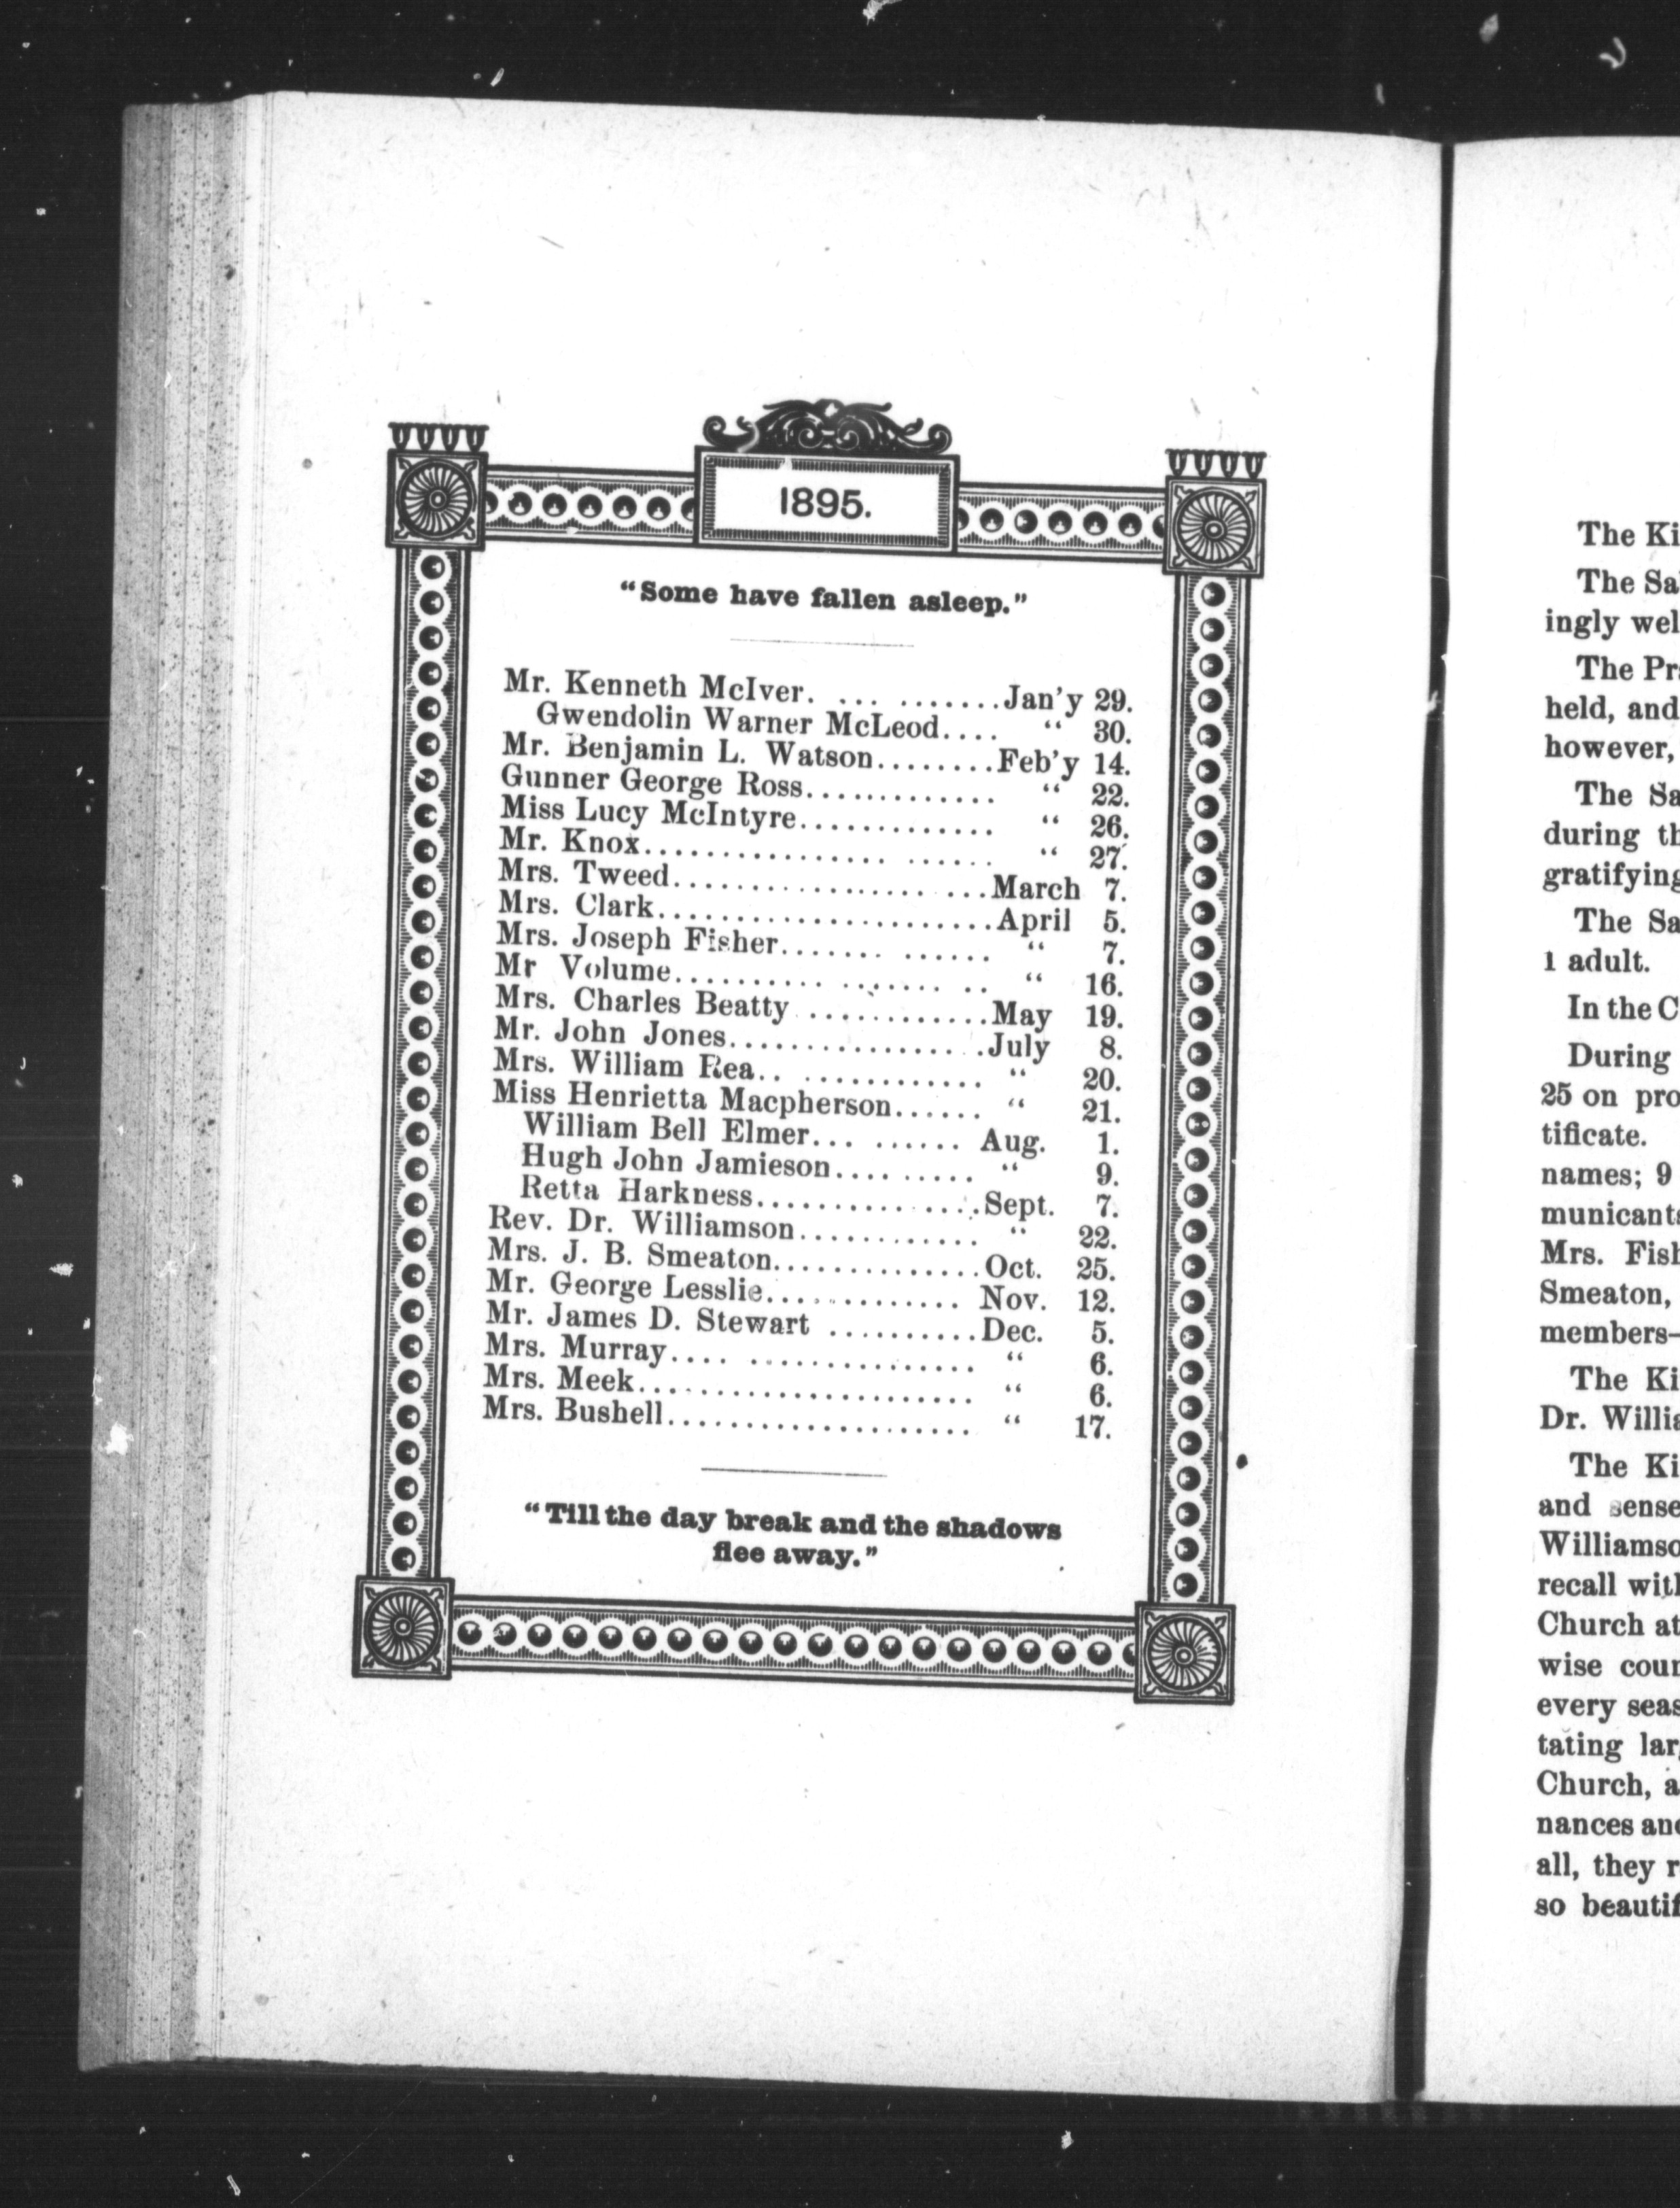 1895.
“Some have fallen asleep.”
Mr. Kenneth McIver. ... .......Jan’y 29.
Gwendolin Warner McLeod.... “ 30.
Mr. Benjamin L. Watson........Feb’y 14.
Gunner George Ross............. “ 22.
Miss Lucy McIntyre............. “ 26.
Mr. Knox................ ...... “ 27.
Mrs. Tweed.................. ...March 7.
Mrs. Clark......................April 5.
Mrs. Joseph Fisher....... ...... “ 7.
Mr Volume.......... ....... .. “ 16.
Mrs. Charles Beatty ............May 19.
Mr. John Jones.................July 8.
Mrs. William Rea.. ............ “ 20.
Miss Henrietta Macpherson...... “ 21.
William Bell Elmer... ...... Aug. 1.
Hugh John Jamieson......... “ 9.
Retta Harkness...............Sept. 7.
Rev. Dr. Williamson............ “ 22.
Mrs. J. B. Smeaton..............Oct. 25.
Mr. George Lesslie............. Nov. 12.
Mr. James D. Stewart ..........Dec. 5.
Mrs. Murray.... ............... “ 6.
Mrs. Meek...................... “ 6.
Mrs. Bushell.................... “ 17.
“Till the day break and the shadows
flee away.”
The Ki
The Sa
ingly wel
The Pr
held, and
however,
The Sa
during th
gratifying
The Sa
1 adult.
In the C
During
25 on pro
tificate.
names; 9
municants
Mrs. Fish
Smeaton,
members—
The Ki
Dr. Willia
The Ki
and sense
Williamso
recall with
Church at
wise coun
every seas
tating lar
Church, a
nances and
all, they r
so beautif